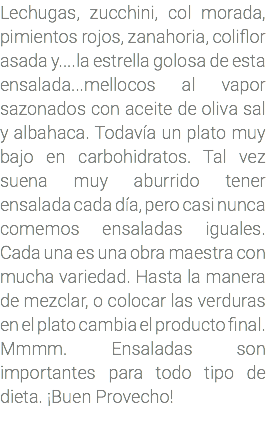 Lechugas, zucchini, col morada,
pimientos rojos, zanahoria, coliflor
asada y....la estrella golosa de esta
ensalada...mellocos al vapor
sazonados con aceite de oliva sal
y albahaca. Todavía un plato muy
bajo en carbohidratos. Tal vez
suena muy aburrido tener
ensalada cada día, pero casi nunca
comemos ensaladas iguales.
Cada una es una obra maestra con
mucha variedad. Hasta la manera
de mezclar, o colocar las verduras
en el plato cambia el producto final.
Mmmm. Ensaladas son
importantes para todo tipo de
dieta. ¡Buen Provecho!